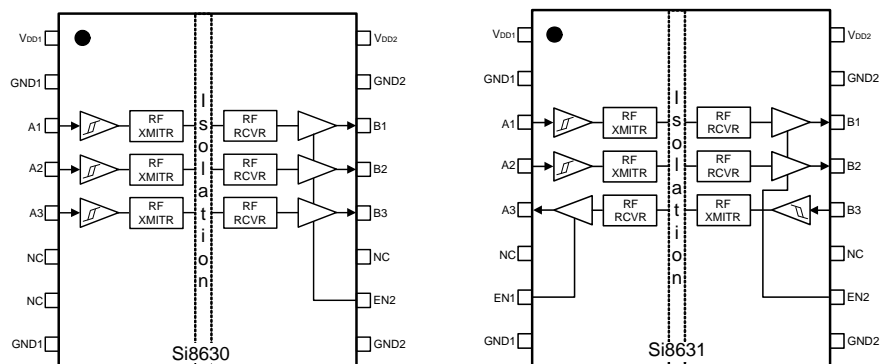 VDD1
VDD2
GND1
GND2
A1
RF XMITR
RF RCVR
B1
A2
RF XMITR
RF RCVR
B2
A3
RF XMITR
RF RCVR
B3
NC
NC
NC
EN2
GND1
GND2
Isolation
Si8630
VDD1
VDD2
GND1
GND2
A1
RF XMITR
RF RCVR
B1
A2
RF XMITR
RF RCVR
B2
A3
RF RCVR
RF XMITR
B3
NC
NC
EN1
EN2
GND1
GND2
Isolation
Si8631